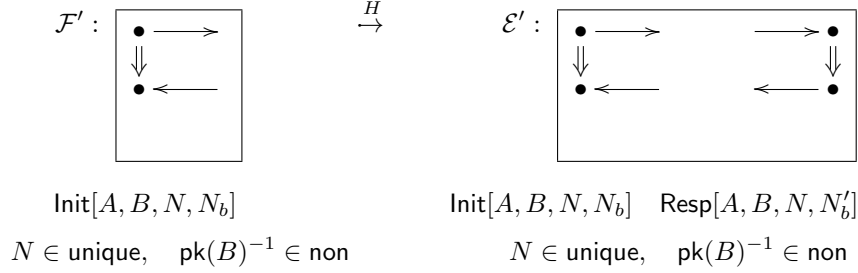 𝓕′ : H↦ 𝓔′ :
Init[A, B, N, N_b] Init[A, B, N, N_b] Resp[A, B, N, N′_b]
N ∈ unique, pk(B)⁻¹ ∈ non N ∈ unique, pk(B)⁻¹ ∈ non